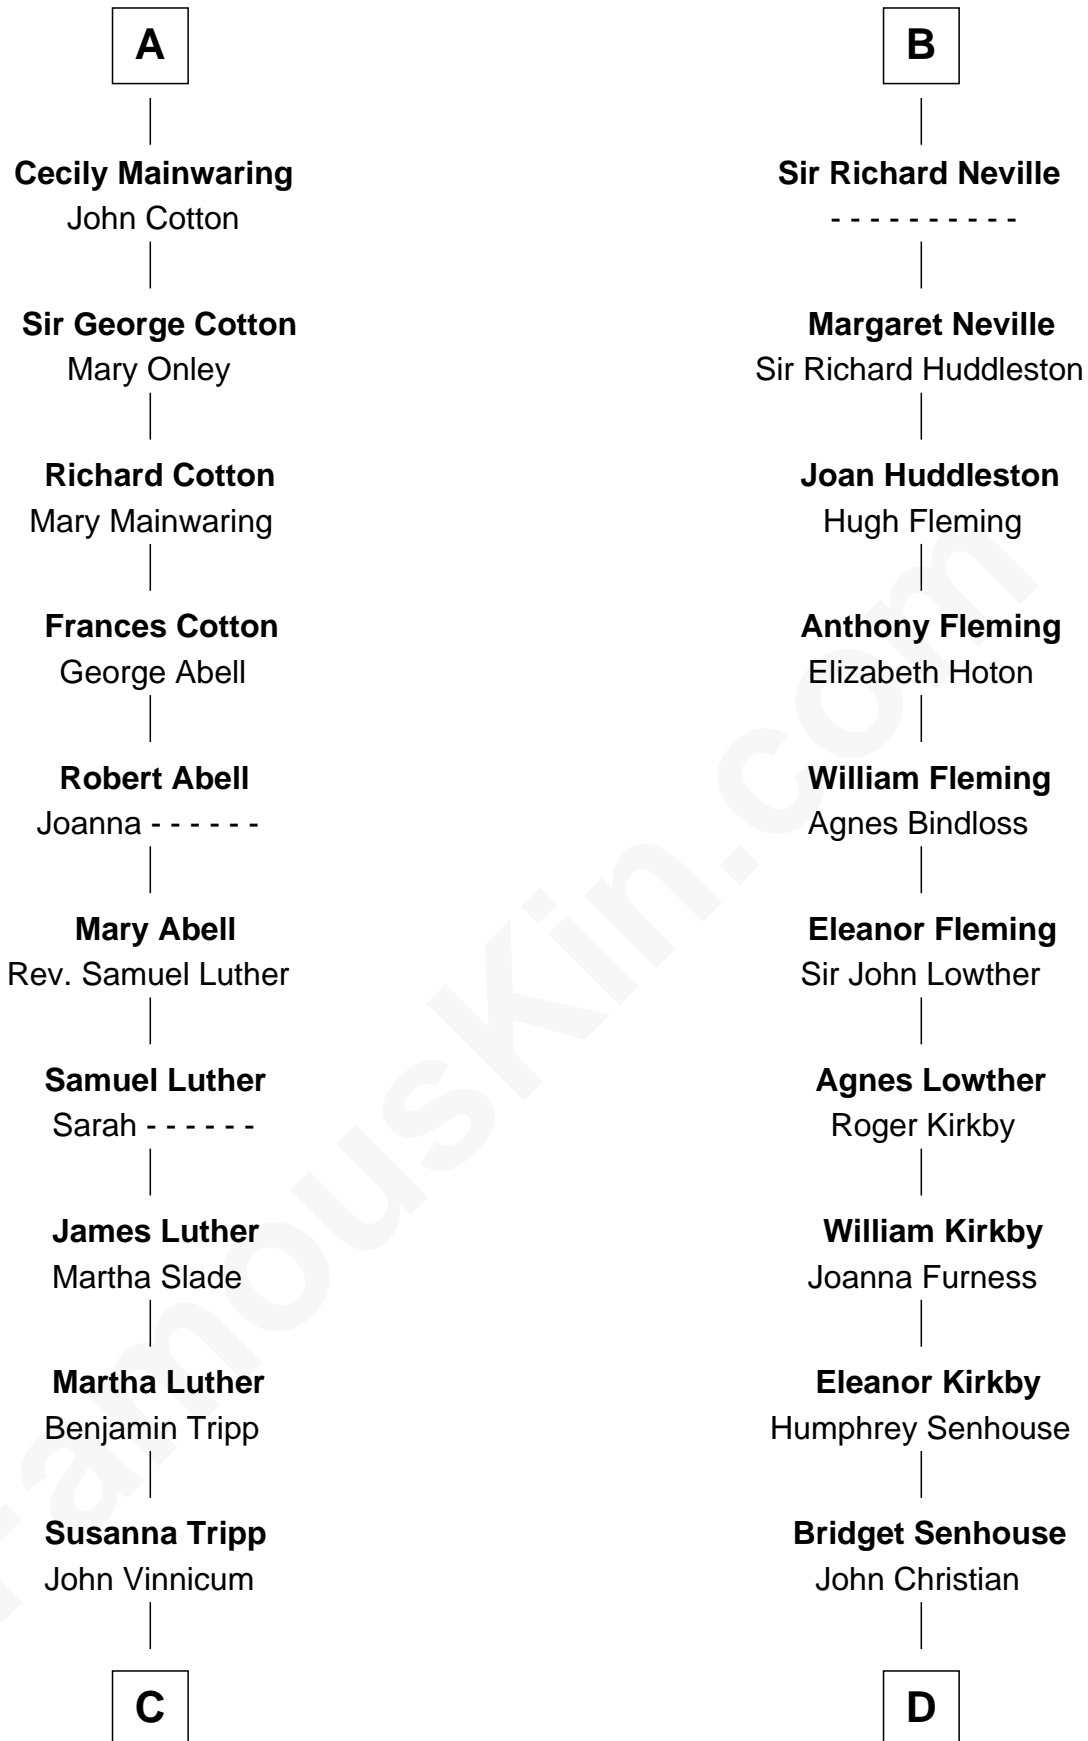 A
Cecily Mainwaring
John Cotton
Sir George Cotton
Mary Onley
Richard Cotton
Mary Mainwaring
Frances Cotton
George Abell
Robert Abell
Joanna - - - - - -
Mary Abell
Rev. Samuel Luther
Samuel Luther
Sarah - - - - - -
James Luther
Martha Slade
Martha Luther
Benjamin Tripp
Susanna Tripp
John Vinnicum
C
B
Sir Richard Neville
- - - - - - - - - -
Margaret Neville
Sir Richard Huddleston
Joan Huddleston
Hugh Fleming
Anthony Fleming
Elizabeth Hoton
William Fleming
Agnes Bindloss
Eleanor Fleming
Sir John Lowther
Agnes Lowther
Roger Kirkby
William Kirkby
Joanna Furness
Eleanor Kirkby
Humphrey Senhouse
Bridget Senhouse
John Christian
D
FamousKin.com